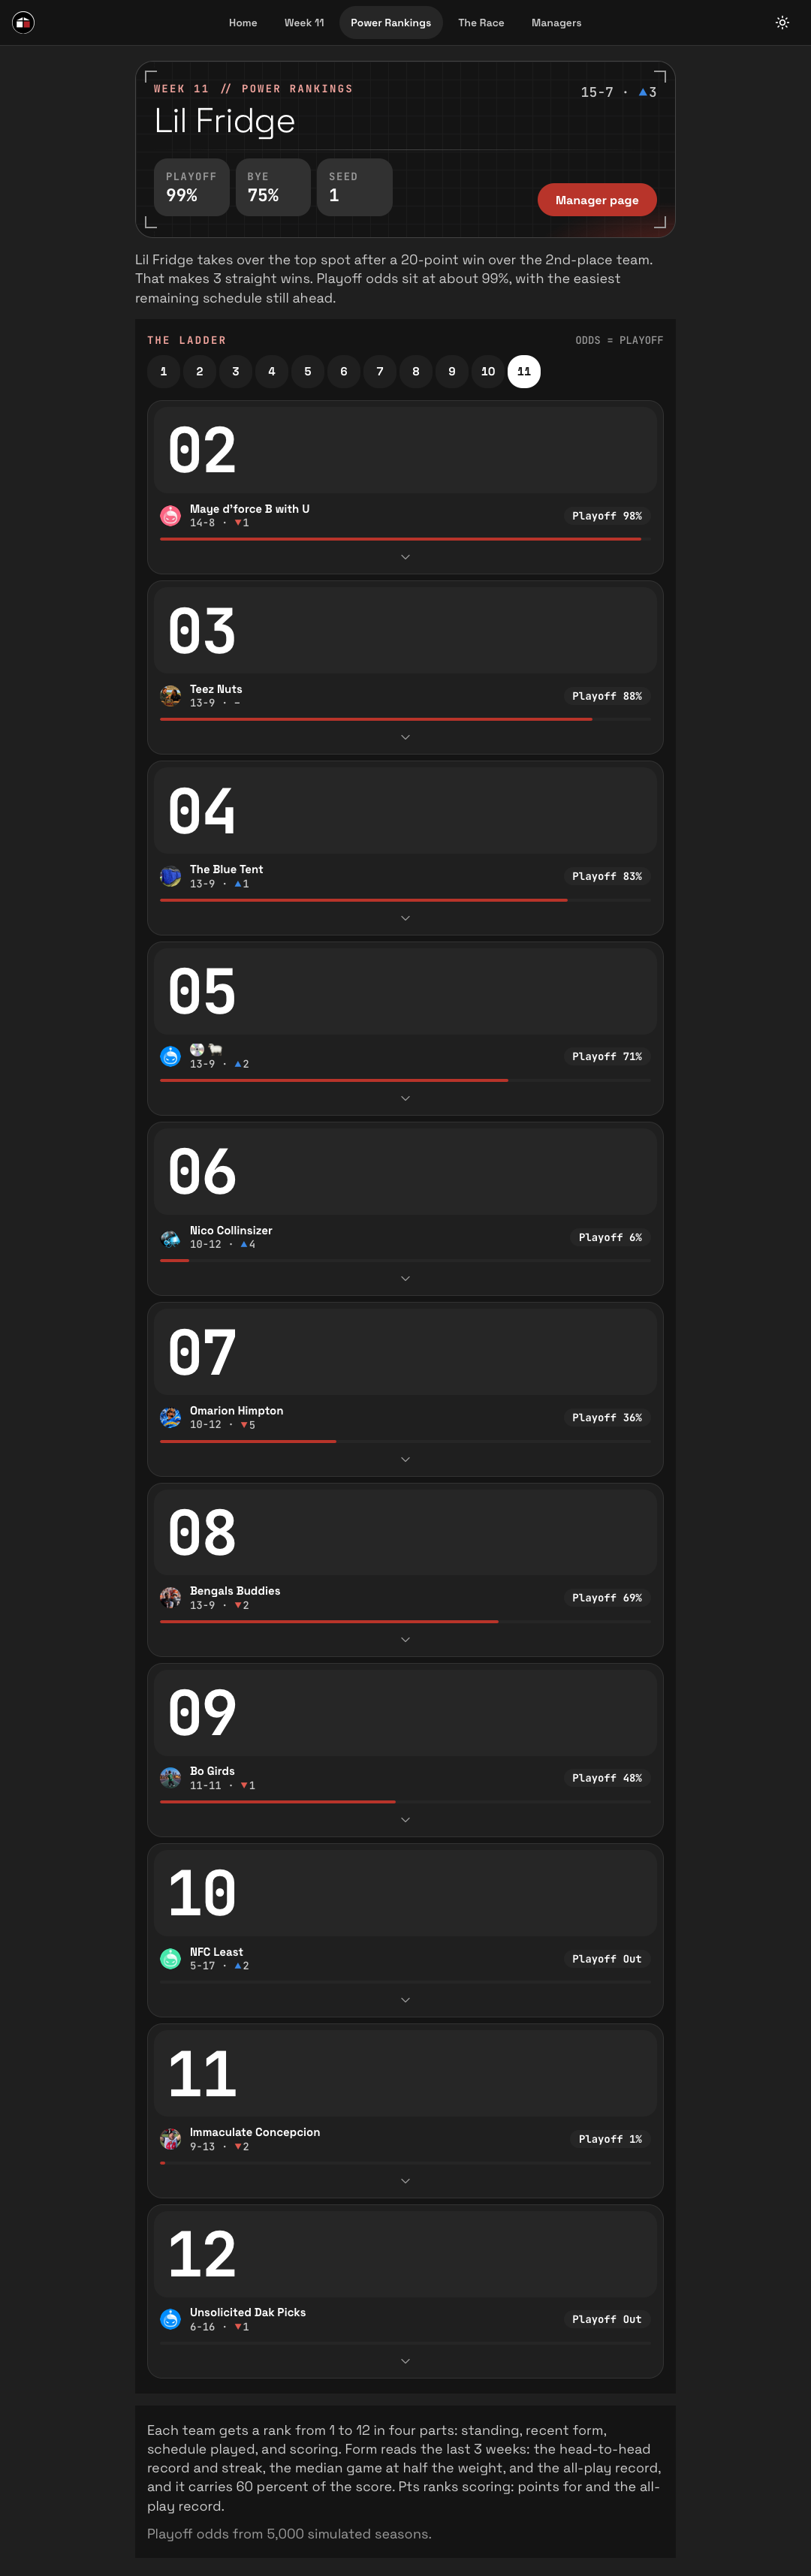 Home Week 11 Power Rankings The Race Managers
WEEK 11 // POWER RANKINGS
15-7 · ▲3
Lil Fridge
PLAYOFF BYE SEED
99% 75% 1
Manager page
Lil Fridge takes over the top spot after a 20-point win over the 2nd-place team.
That makes 3 straight wins. Playoff odds sit at about 99%, with the easiest
remaining schedule still ahead.
THE LADDER
ODDS = PLAYOFF
1 2 3 4 5 6 7 8 9 10 11
02
Maye d'force B with U
14-8 · ▼1
Playoff 98%
03
Teez Nuts
13-9 · –
Playoff 88%
04
The Blue Tent
13-9 · ▲1
Playoff 83%
05
💿🐑
13-9 · ▲2
Playoff 71%
06
Nico Collinsizer
10-12 · ▲4
Playoff 6%
07
Omarion Himpton
10-12 · ▼5
Playoff 36%
08
Bengals Buddies
13-9 · ▼2
Playoff 69%
09
Bo Girds
11-11 · ▼1
Playoff 48%
10
NFC Least
5-17 · ▲2
Playoff Out
11
Immaculate Concepcion
9-13 · ▼2
Playoff 1%
12
Unsolicited Dak Picks
6-16 · ▼1
Playoff Out
Each team gets a rank from 1 to 12 in four parts: standing, recent form,
schedule played, and scoring. Form reads the last 3 weeks: the head-to-head
record and streak, the median game at half the weight, and the all-play record,
and it carries 60 percent of the score. Pts ranks scoring: points for and the all-
play record.
Playoff odds from 5,000 simulated seasons.